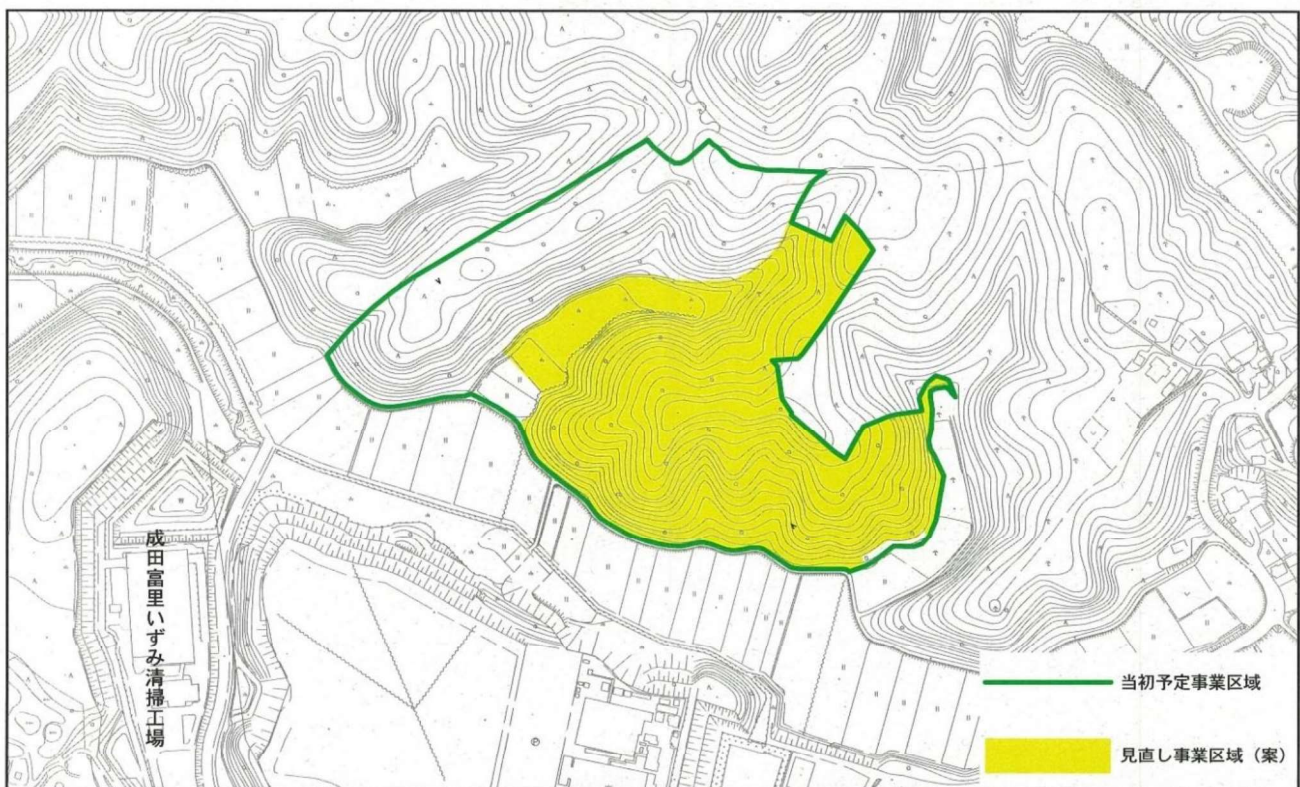 成田富里いずみ清掃工場
当初予定事業区域
見直し事業区域（案）